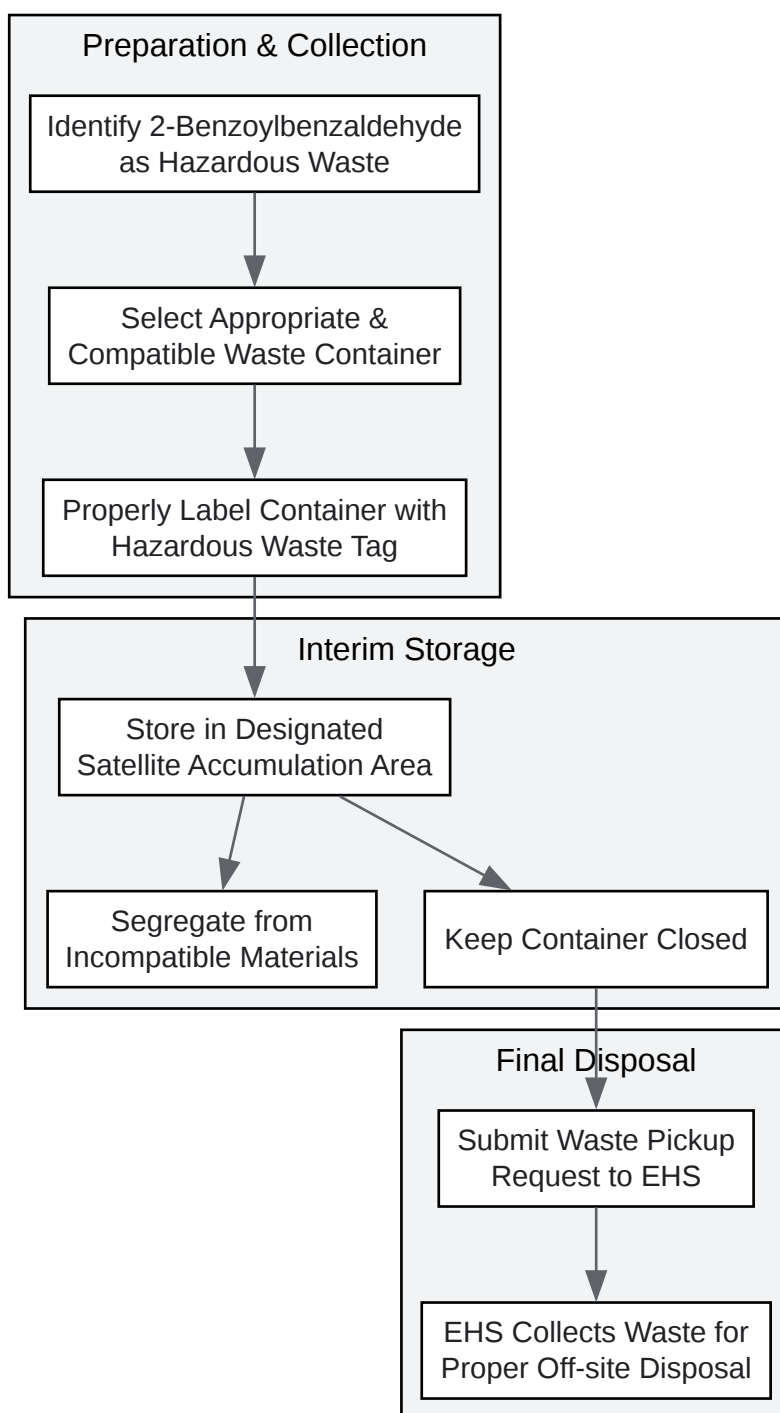 Preparation & Collection
Identify 2-Benzoylbenzaldehyde
as Hazardous Waste
Select Appropriate &
Compatible Waste Container
Properly Label Container with
Hazardous Waste Tag
Interim Storage
Store in Designated
Satellite Accumulation Area
Segregate from
Incompatible Materials
Keep Container Closed
Final Disposal
Submit Waste Pickup
Request to EHS
EHS Collects Waste for
Proper Off-site Disposal